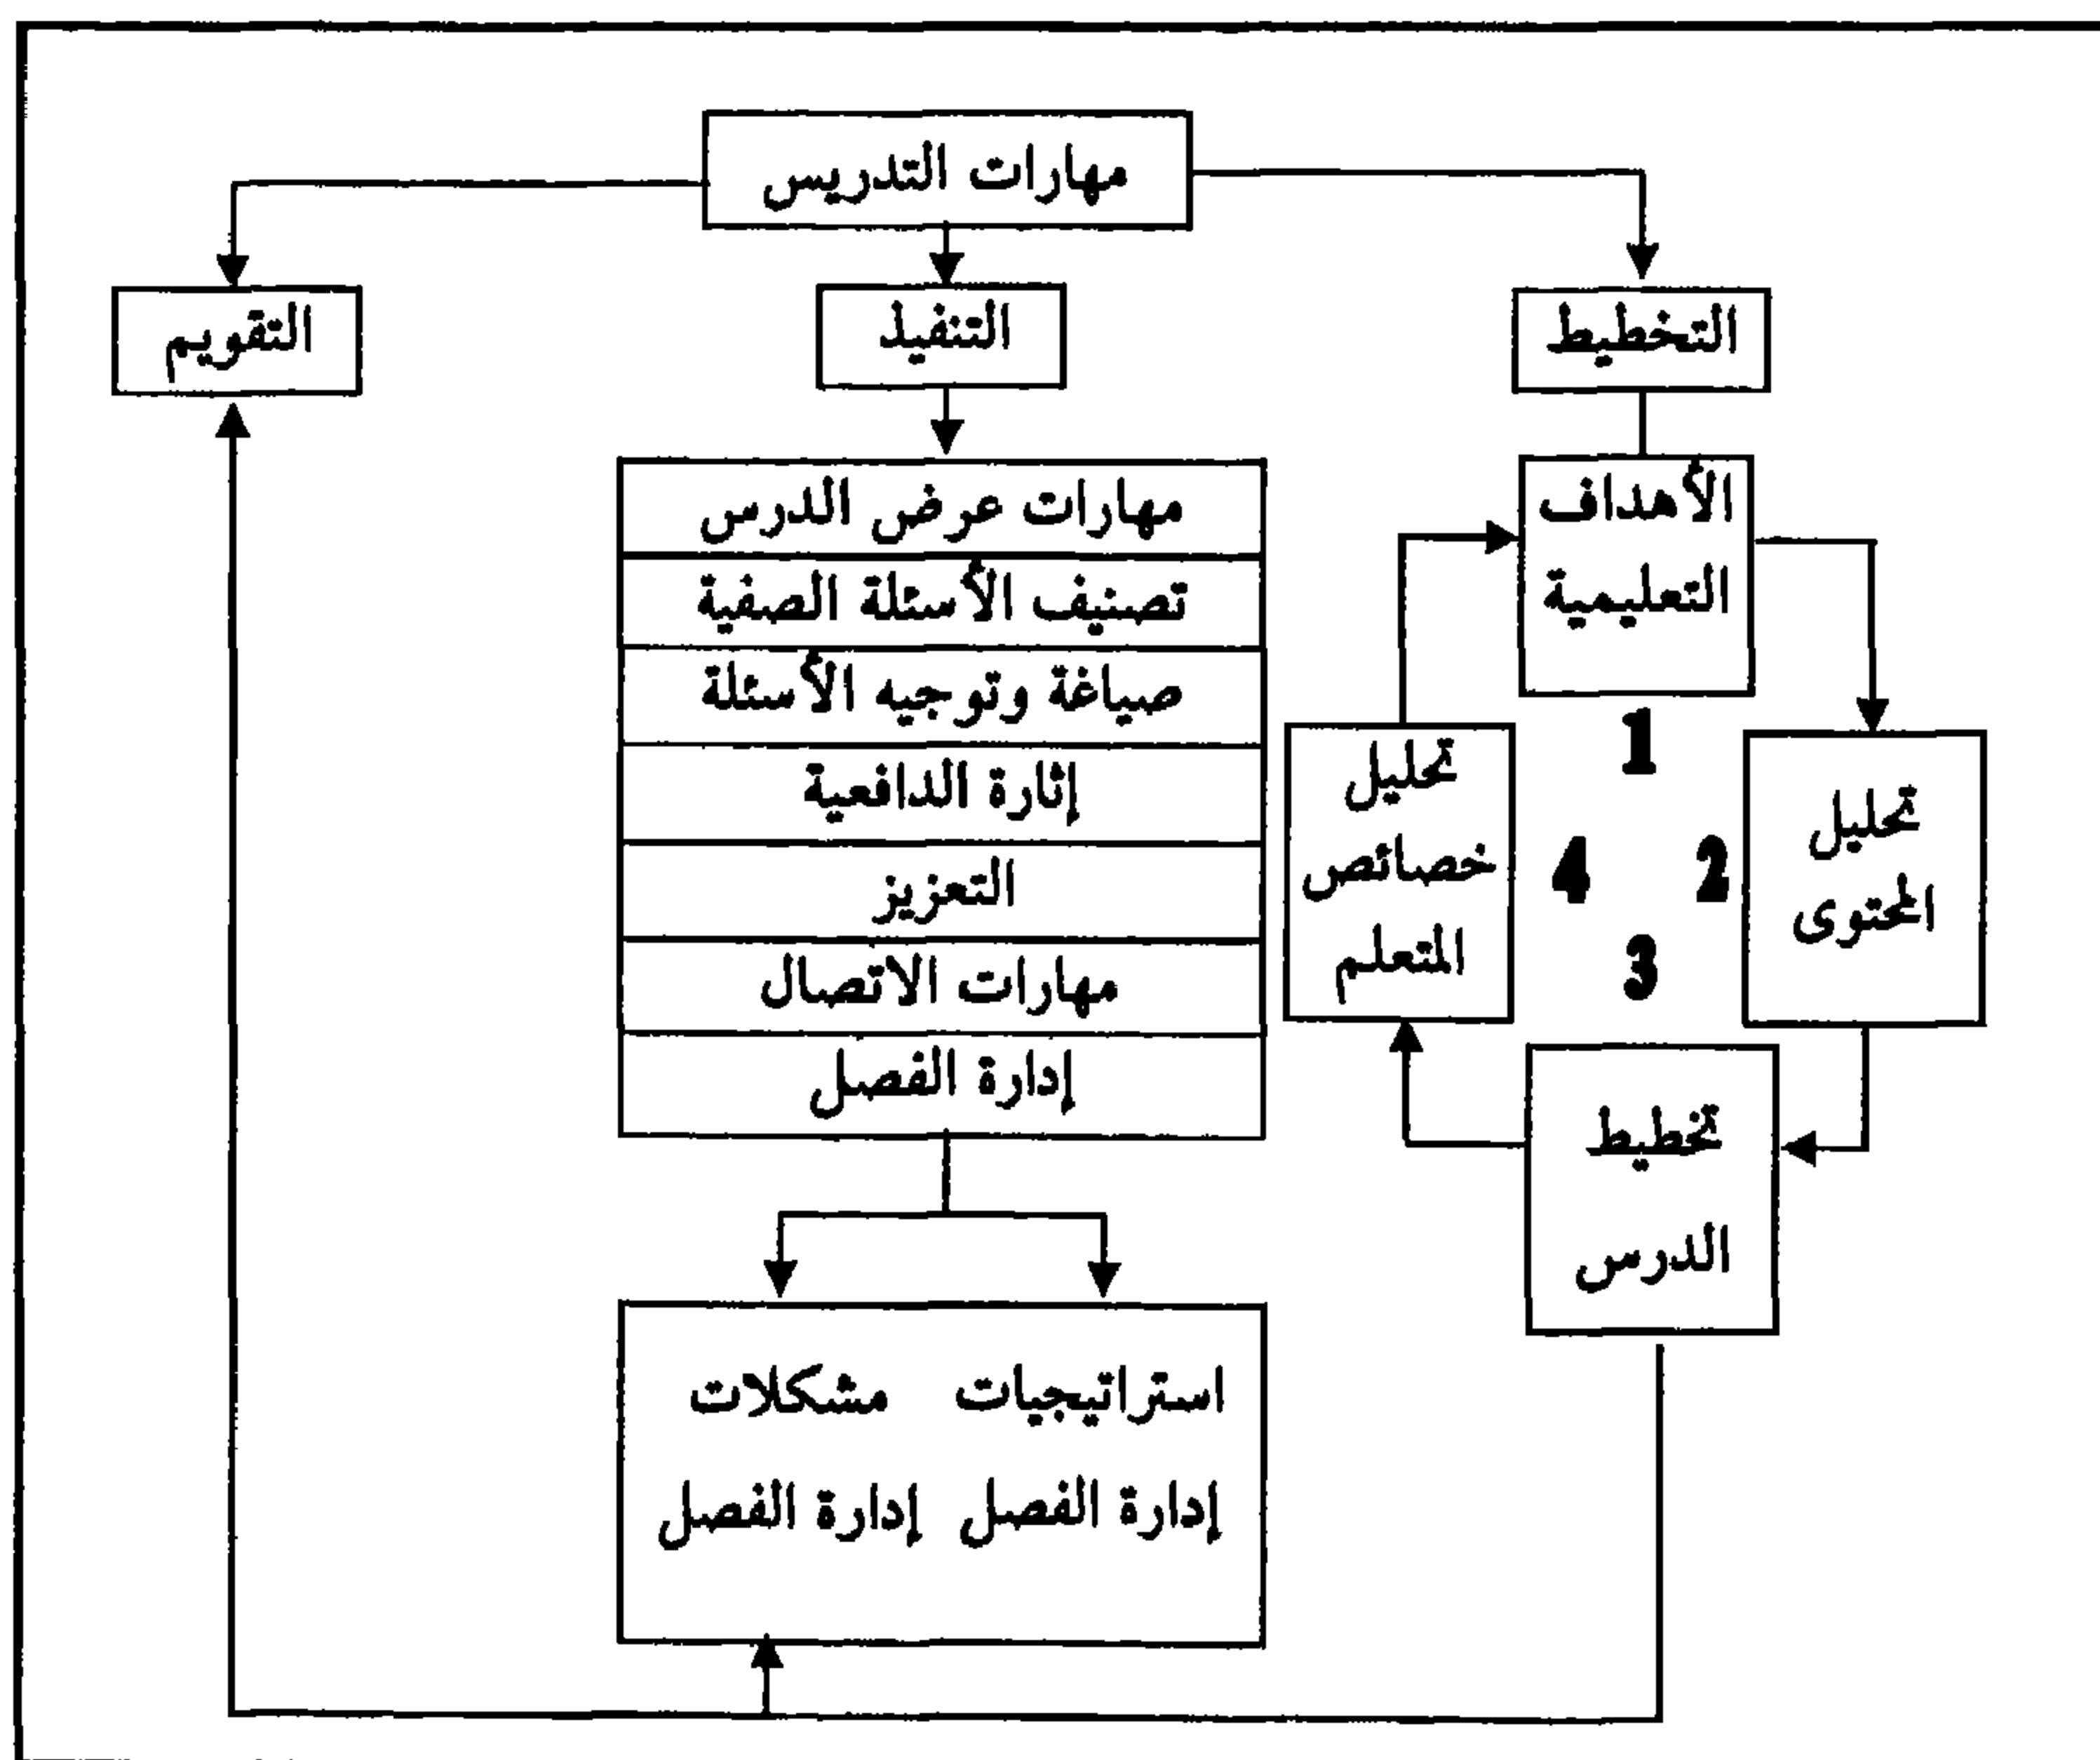 مهارات التدريس
التخطيط
التنفيذ
التقويم
الأهداف
التعليمية
1
تحليل
المحتوى
2
تخطيط
الدرس
3
تحليل
خصائص
المتعلم
4
مهارات عرض الدرس
تصنيف الأسئلة الصفية
صياغة وتوجيه الأسئلة
إثارة الدافعية
التعزيز
مهارات الاتصال
إدارة الفصل
استراتيجيات
إدارة الفصل
مشكلات
إدارة الفصل